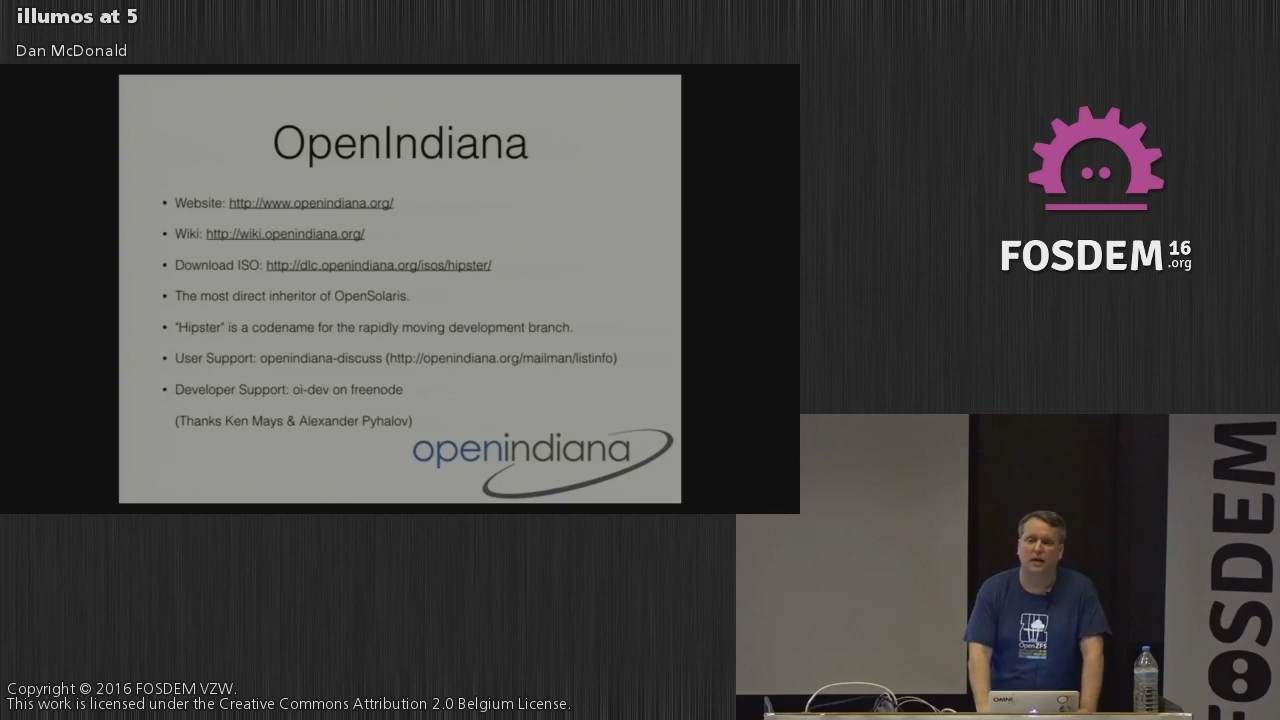 illumos at 5
Dan McDonald
OpenIndiana
• Website: http://www.openindiana.org/
• Wiki: http://wiki.openindiana.org/
• Download ISO: http://dlc.openindiana.org/isos/hipster/
• The most direct inheritor of OpenSolaris.
• "Hipster" is a codename for the rapidly moving development branch.
• User Support: openindiana-discuss (http://openindiana.org/mailman/listinfo)
• Developer Support: oi-dev on freenode
(Thanks Ken Mays & Alexander Pyhalov)
openindiana
FOSDEM 16
.org
FOSDEM
OpenZFS
OMNI
Copyright © 2016 FOSDEM VZW.
This work is licensed under the Creative Commons Attribution 2. Belgium License.